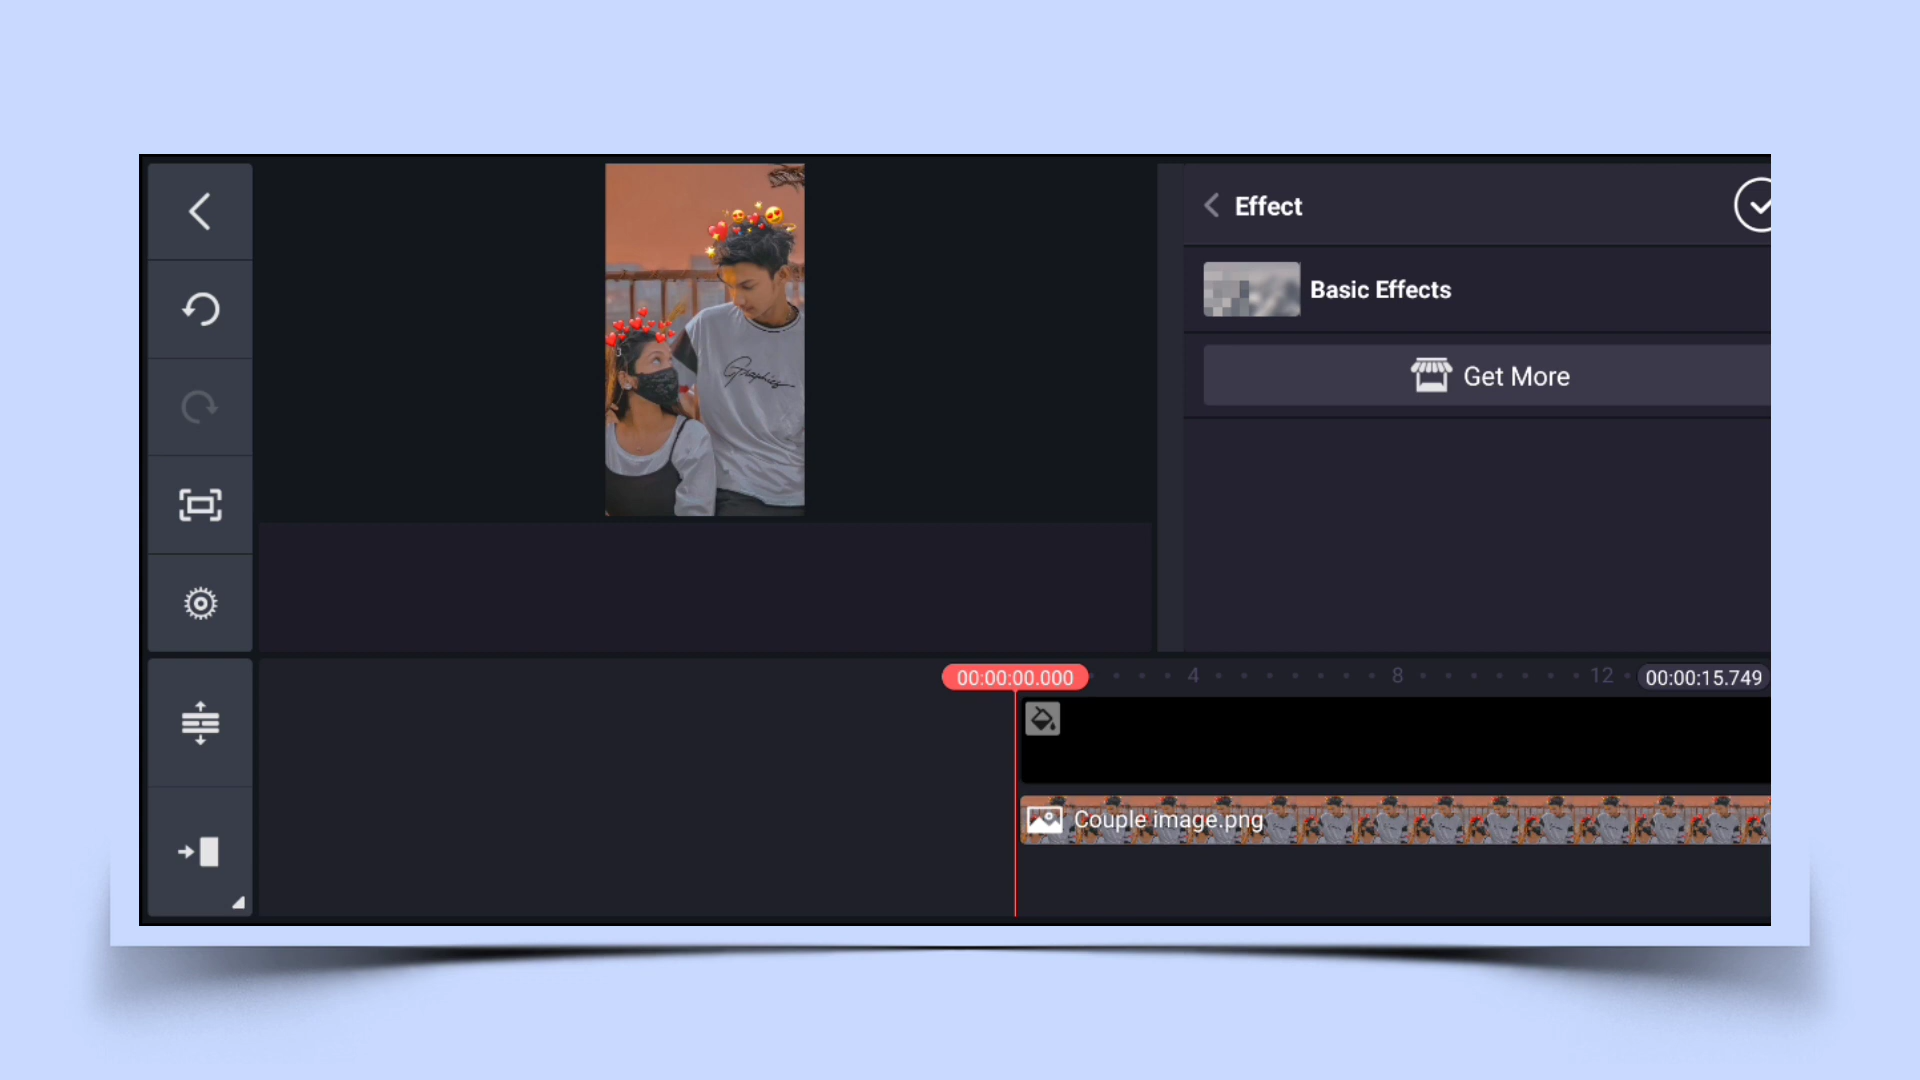 Effect
Basic Effects
Get More
Graphics
00:00:00.000
4
8
12
00:00:15.749
Couple image.png